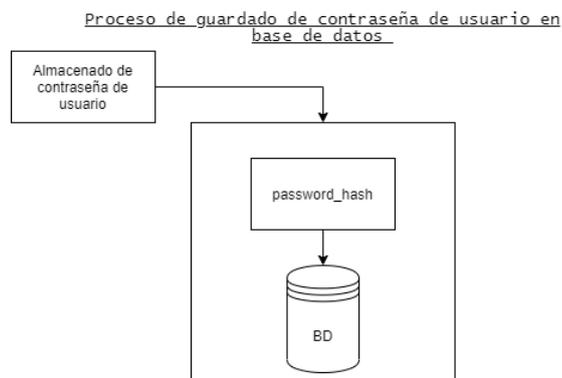 Proceso de guardado de contraseña de usuario en
base de datos
Almacenado de
contraseña de
usuario
password_hash
BD